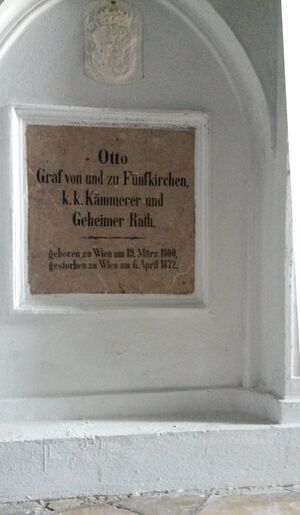 Otto
Graf von und zu Fünfkirchen,
k. k. Kämmerer und
Geheimer Rath.
geboren zu Wien am 19. März 1800,
gestorben zu Wien am 6. April 1872.